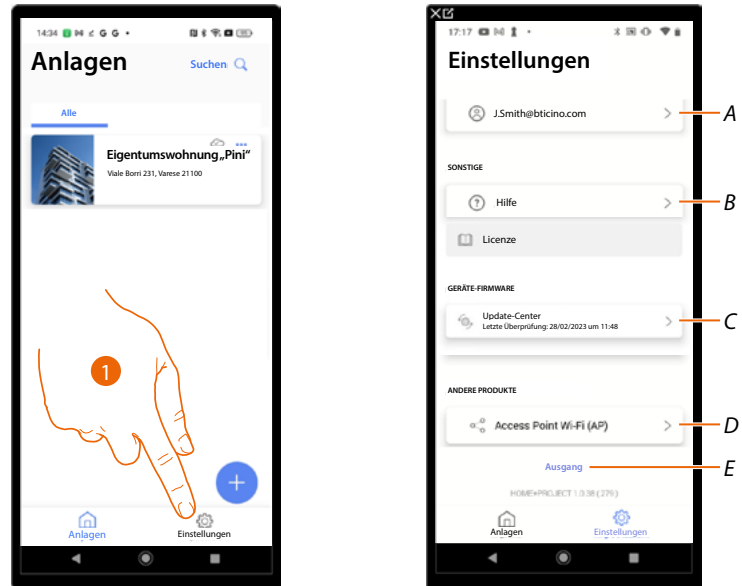 14:34
Anlagen
Suchen
Alle
Eigentumswohnung „Pini“
Viale Borri 231, Varese 21100
1
Anlagen
Einstellungen
17:17
Einstellungen
J.Smith@bticino.com
A
SONSTIGE
Hilfe
B
Licenze
GERÄTE-FIRMWARE
Update-Center
Letzte Überprüfung: 28/02/2023 um 11:48
C
ANDERE PRODUKTE
Access Point Wi-Fi (AP)
D
Ausgang
E
HOME+PROJECT 1.0.38 (279)
Anlagen
Einstellungen